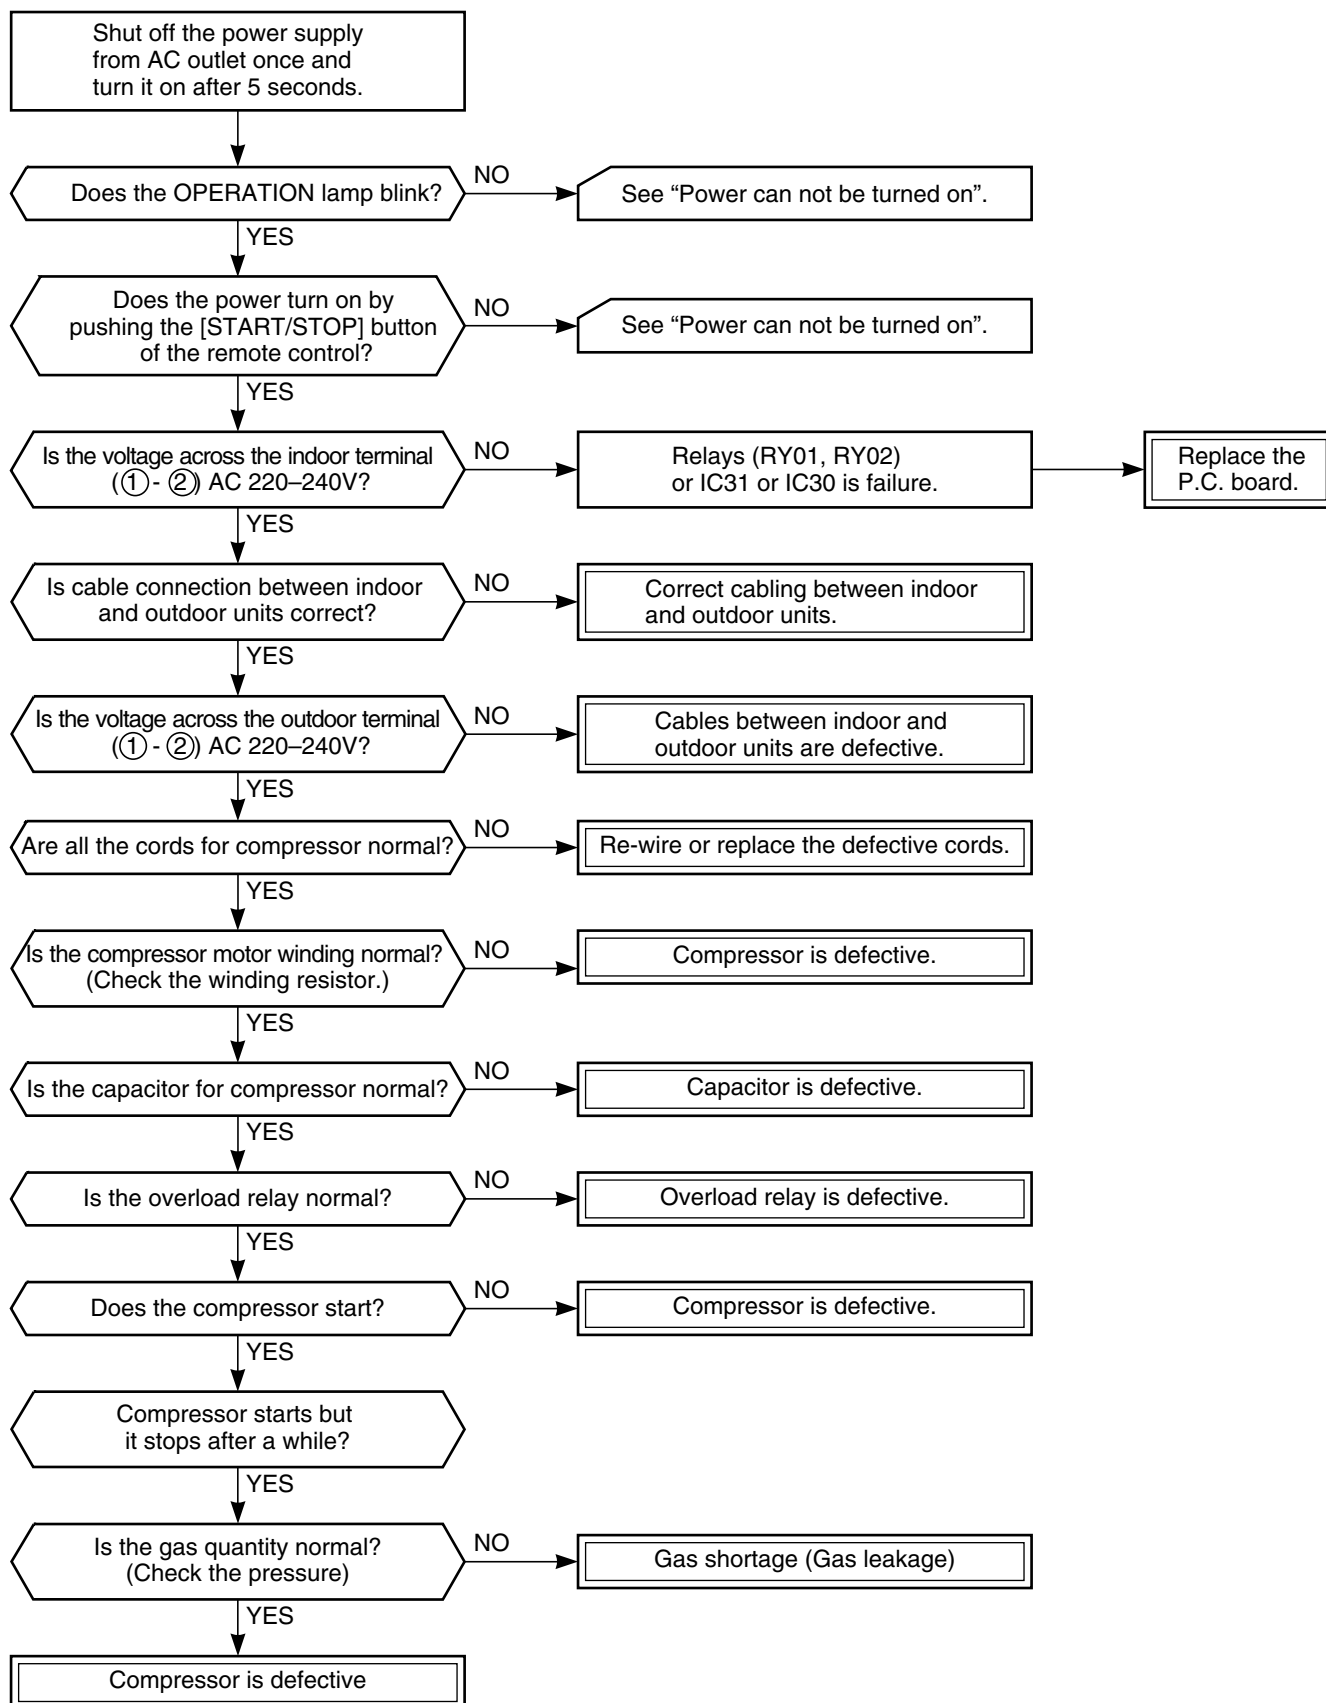 Shut off the power supply
from AC outlet once and
turn it on after 5 seconds.
Does the OPERATION lamp blink?
NO
See “Power can not be turned on”.
YES
Does the power turn on by
pushing the [START/STOP] button
of the remote control?
NO
See “Power can not be turned on”.
YES
Is the voltage across the indoor terminal
(① - ②) AC 220–240V?
NO
Relays (RY01, RY02)
or IC31 or IC30 is failure.
Replace the
P.C. board.
YES
Is cable connection between indoor
and outdoor units correct?
NO
Correct cabling between indoor
and outdoor units.
YES
Is the voltage across the outdoor terminal
(① - ②) AC 220–240V?
NO
Cables between indoor and
outdoor units are defective.
YES
Are all the cords for compressor normal?
NO
Re-wire or replace the defective cords.
YES
Is the compressor motor winding normal?
(Check the winding resistor.)
NO
Compressor is defective.
YES
Is the capacitor for compressor normal?
NO
Capacitor is defective.
YES
Is the overload relay normal?
NO
Overload relay is defective.
YES
Does the compressor start?
NO
Compressor is defective.
YES
Compressor starts but
it stops after a while?
YES
Is the gas quantity normal?
(Check the pressure)
NO
Gas shortage (Gas leakage)
YES
Compressor is defective